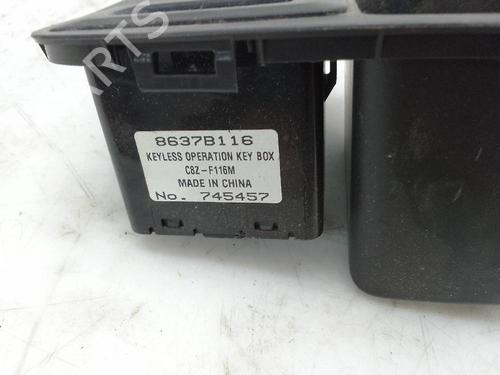 8637B116
KEYLESS OPERATION KEY BOX
C8Z-F116M
MADE IN CHINA
No. 745457